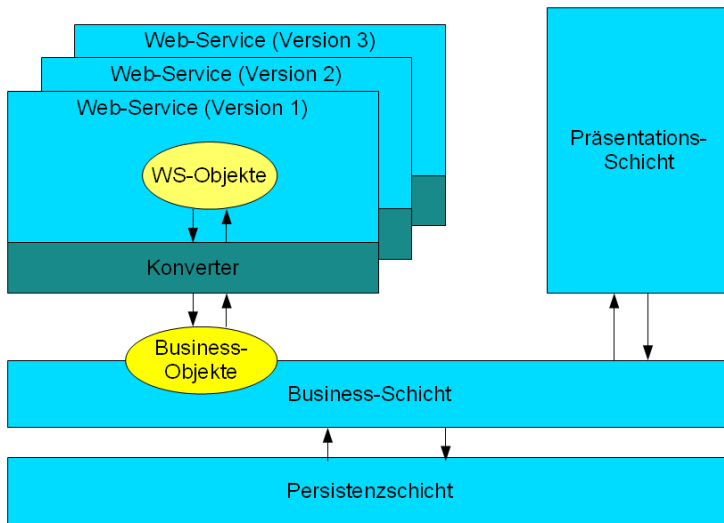 Web-Service (Version 3)
Web-Service (Version 2)
Web-Service (Version 1)
WS-Objekte
Konverter
Präsentations-
Schicht
Business-
Objekte
Business-Schicht
Persistenzschicht